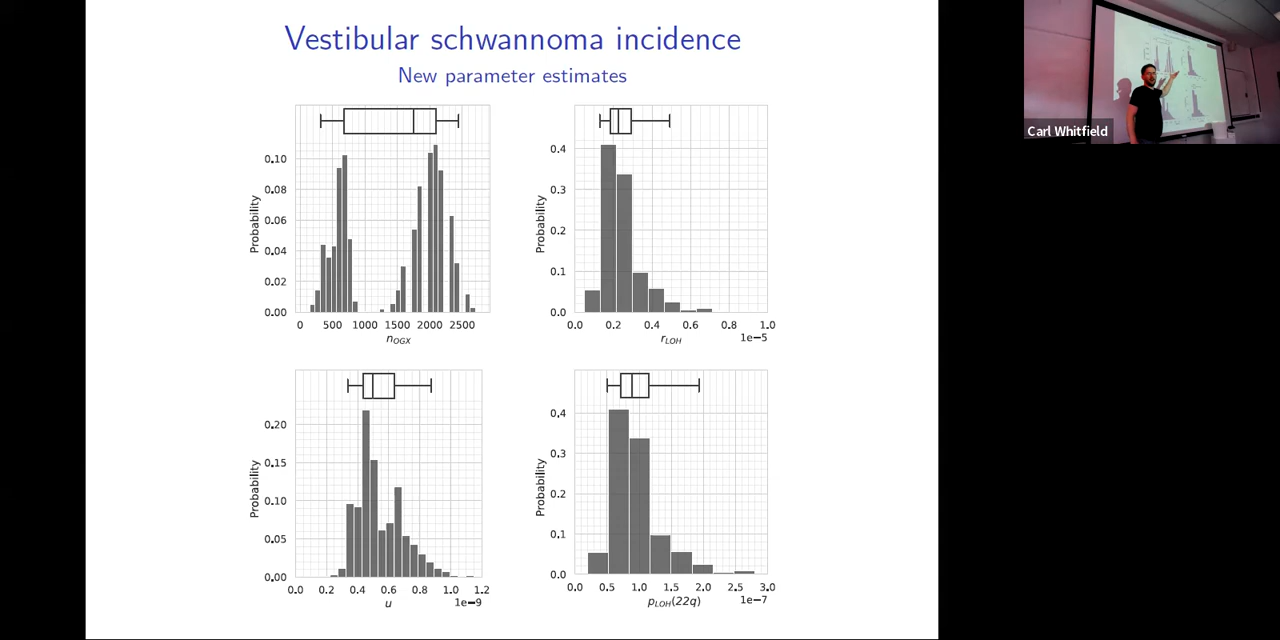 Vestibular schwannoma incidence
New parameter estimates
Carl Whitfield
Probability
0.10
0.08
0.06
0.04
0.02
0.00
0 500 1000 1500 2000 2500
n_OGX
Probability
0.4
0.3
0.2
0.1
0.0
0.0 0.2 0.4 0.6 0.8 1.0
r_LOH 1e−5
Probability
0.20
0.15
0.10
0.05
0.00
0.0 0.2 0.4 0.6 0.8 1.0 1.2
u 1e−9
Probability
0.4
0.3
0.2
0.1
0.0
0.0 0.5 1.0 1.5 2.0 2.5 3.0
p_LOH(22q) 1e−7